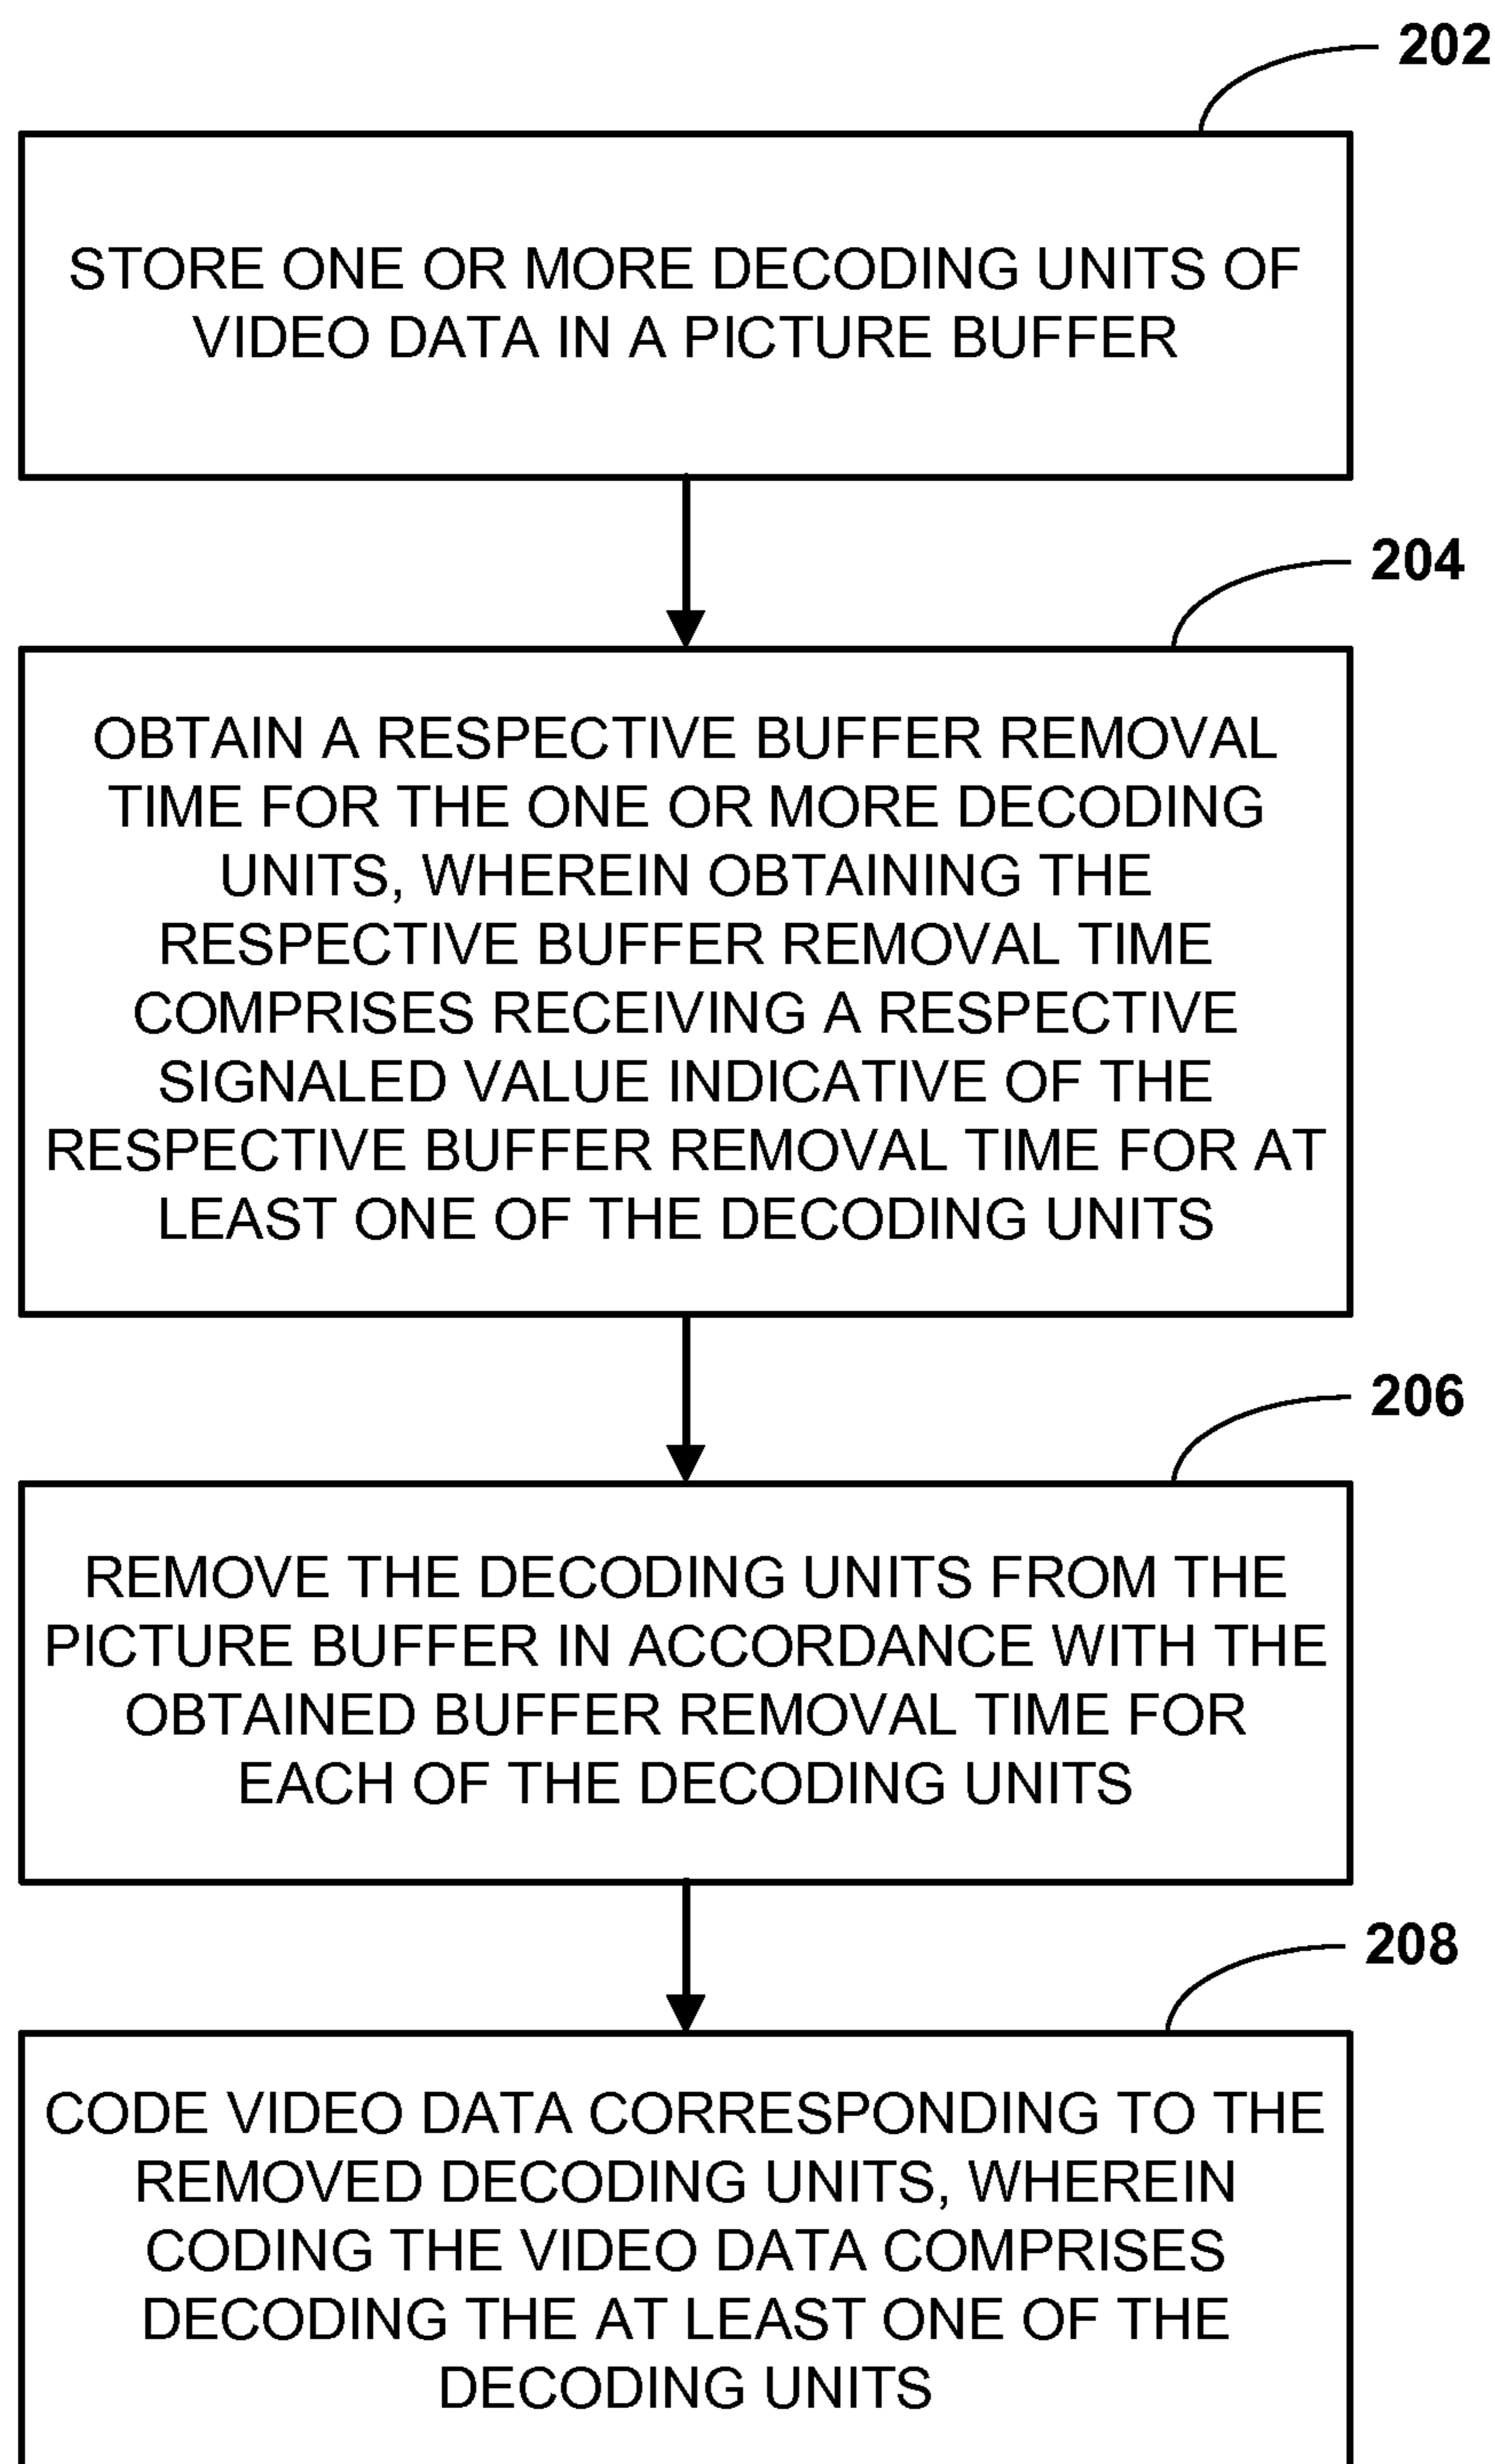 202
STORE ONE OR MORE DECODING UNITS OF
VIDEO DATA IN A PICTURE BUFFER
204
OBTAIN A RESPECTIVE BUFFER REMOVAL
TIME FOR THE ONE OR MORE DECODING
UNITS, WHEREIN OBTAINING THE
RESPECTIVE BUFFER REMOVAL TIME
COMPRISES RECEIVING A RESPECTIVE
SIGNALED VALUE INDICATIVE OF THE
RESPECTIVE BUFFER REMOVAL TIME FOR AT
LEAST ONE OF THE DECODING UNITS
206
REMOVE THE DECODING UNITS FROM THE
PICTURE BUFFER IN ACCORDANCE WITH THE
OBTAINED BUFFER REMOVAL TIME FOR
EACH OF THE DECODING UNITS
208
CODE VIDEO DATA CORRESPONDING TO THE
REMOVED DECODING UNITS, WHEREIN
CODING THE VIDEO DATA COMPRISES
DECODING THE AT LEAST ONE OF THE
DECODING UNITS